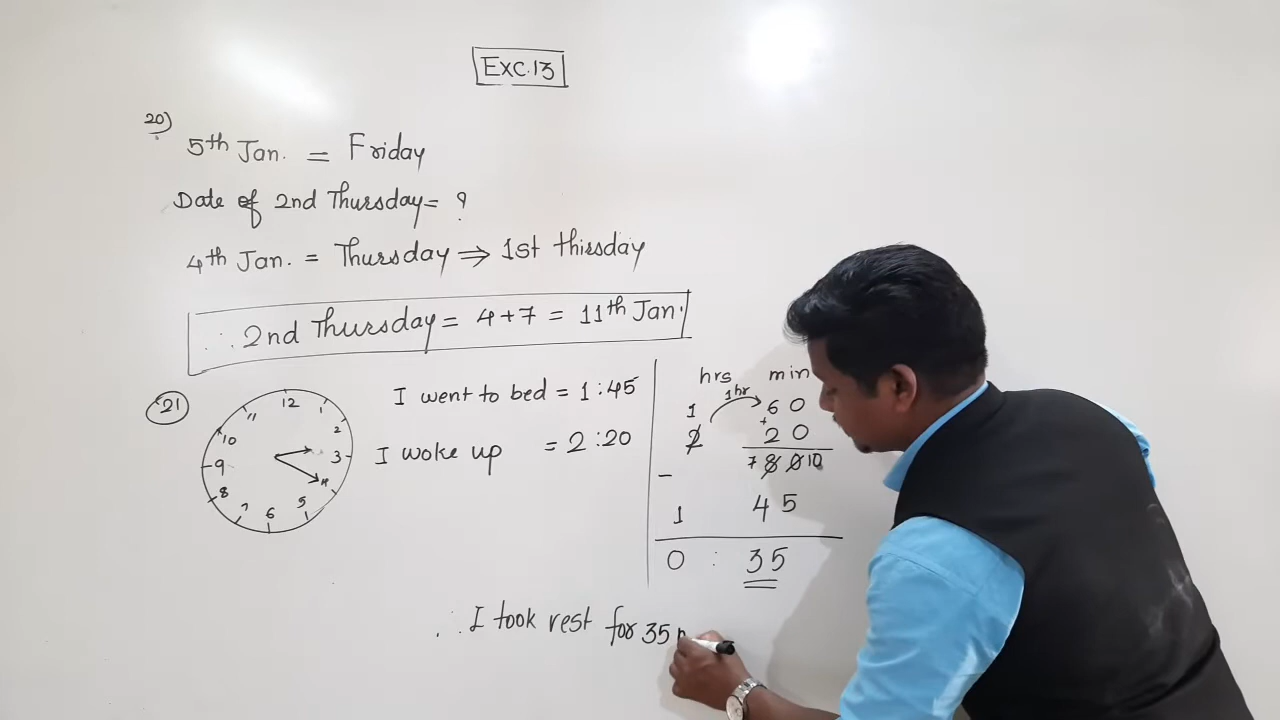 Exc.13
20)
5th Jan. = Friday
Date of 2nd Thursday= ?
4th Jan. = Thursday ⇒ 1st thirsday
∴ 2nd Thursday = 4+7 = 11th Jan.
21
12
1
2
3
4
5
6
7
8
9
10
11
I went to bed = 1:45
I woke up = 2:20
hrs min
1 1hr 60
2 + 20
7 80 10
-
1 45
0 : 35
∴ I took rest for 35